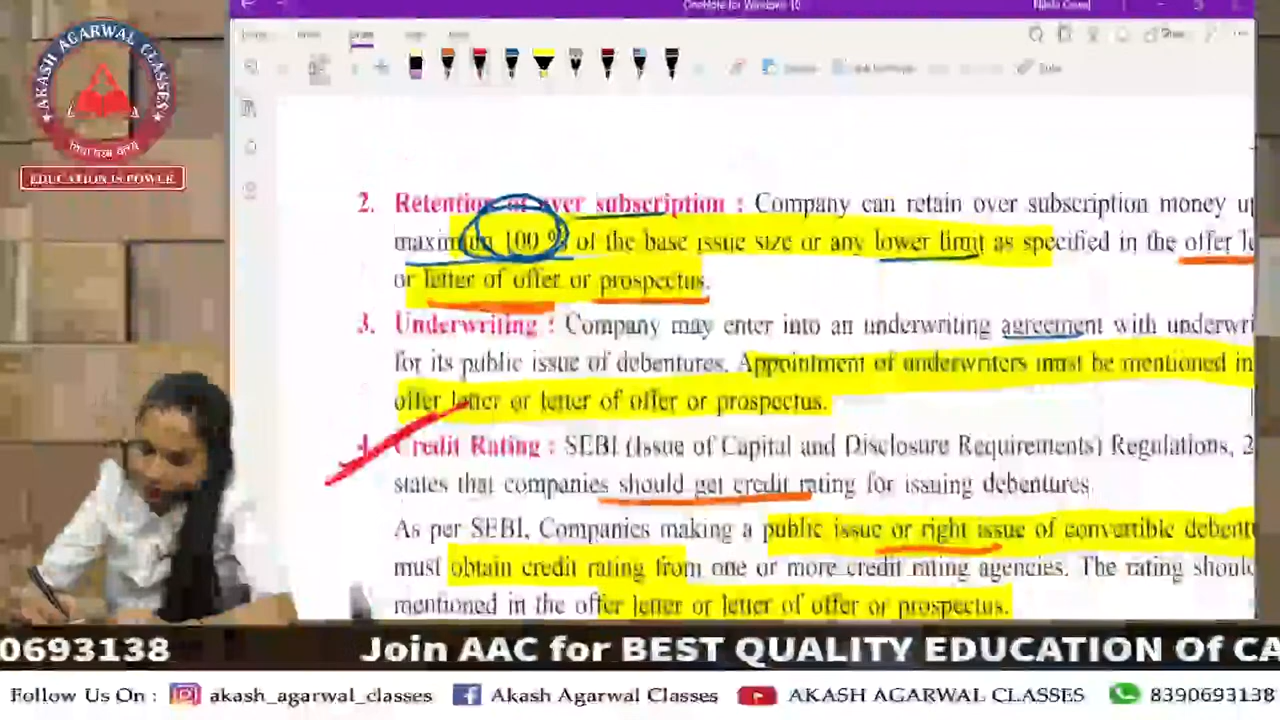 OneNote for Windows 10
AKASH AGARWAL CLASSES
EDUCATION IS POWER
2. Retention of over subscription : Company can retain over subscription money up
maximum 100 % of the base issue size or any lower limit as specified in the offer le
or letter of offer or prospectus.
3. Underwriting : Company may enter into an underwriting agreement with underwri
for its public issue of debentures. Appointment of underwriters must be mentioned in
offer letter or letter of offer or prospectus.
4. Credit Rating : SEBI (Issue of Capital and Disclosure Requirements) Regulations, 2
states that companies should get credit rating for issuing debentures.
As per SEBI, Companies making a public issue or right issue of convertible debent
must obtain credit rating from one or more credit rating agencies. The rating should
mentioned in the offer letter or letter of offer or prospectus.
0693138 Join AAC for BEST QUALITY EDUCATION Of CA
Follow Us On : akash_agarwal_classes Akash Agarwal Classes AKASH AGARWAL CLASSES 8390693138